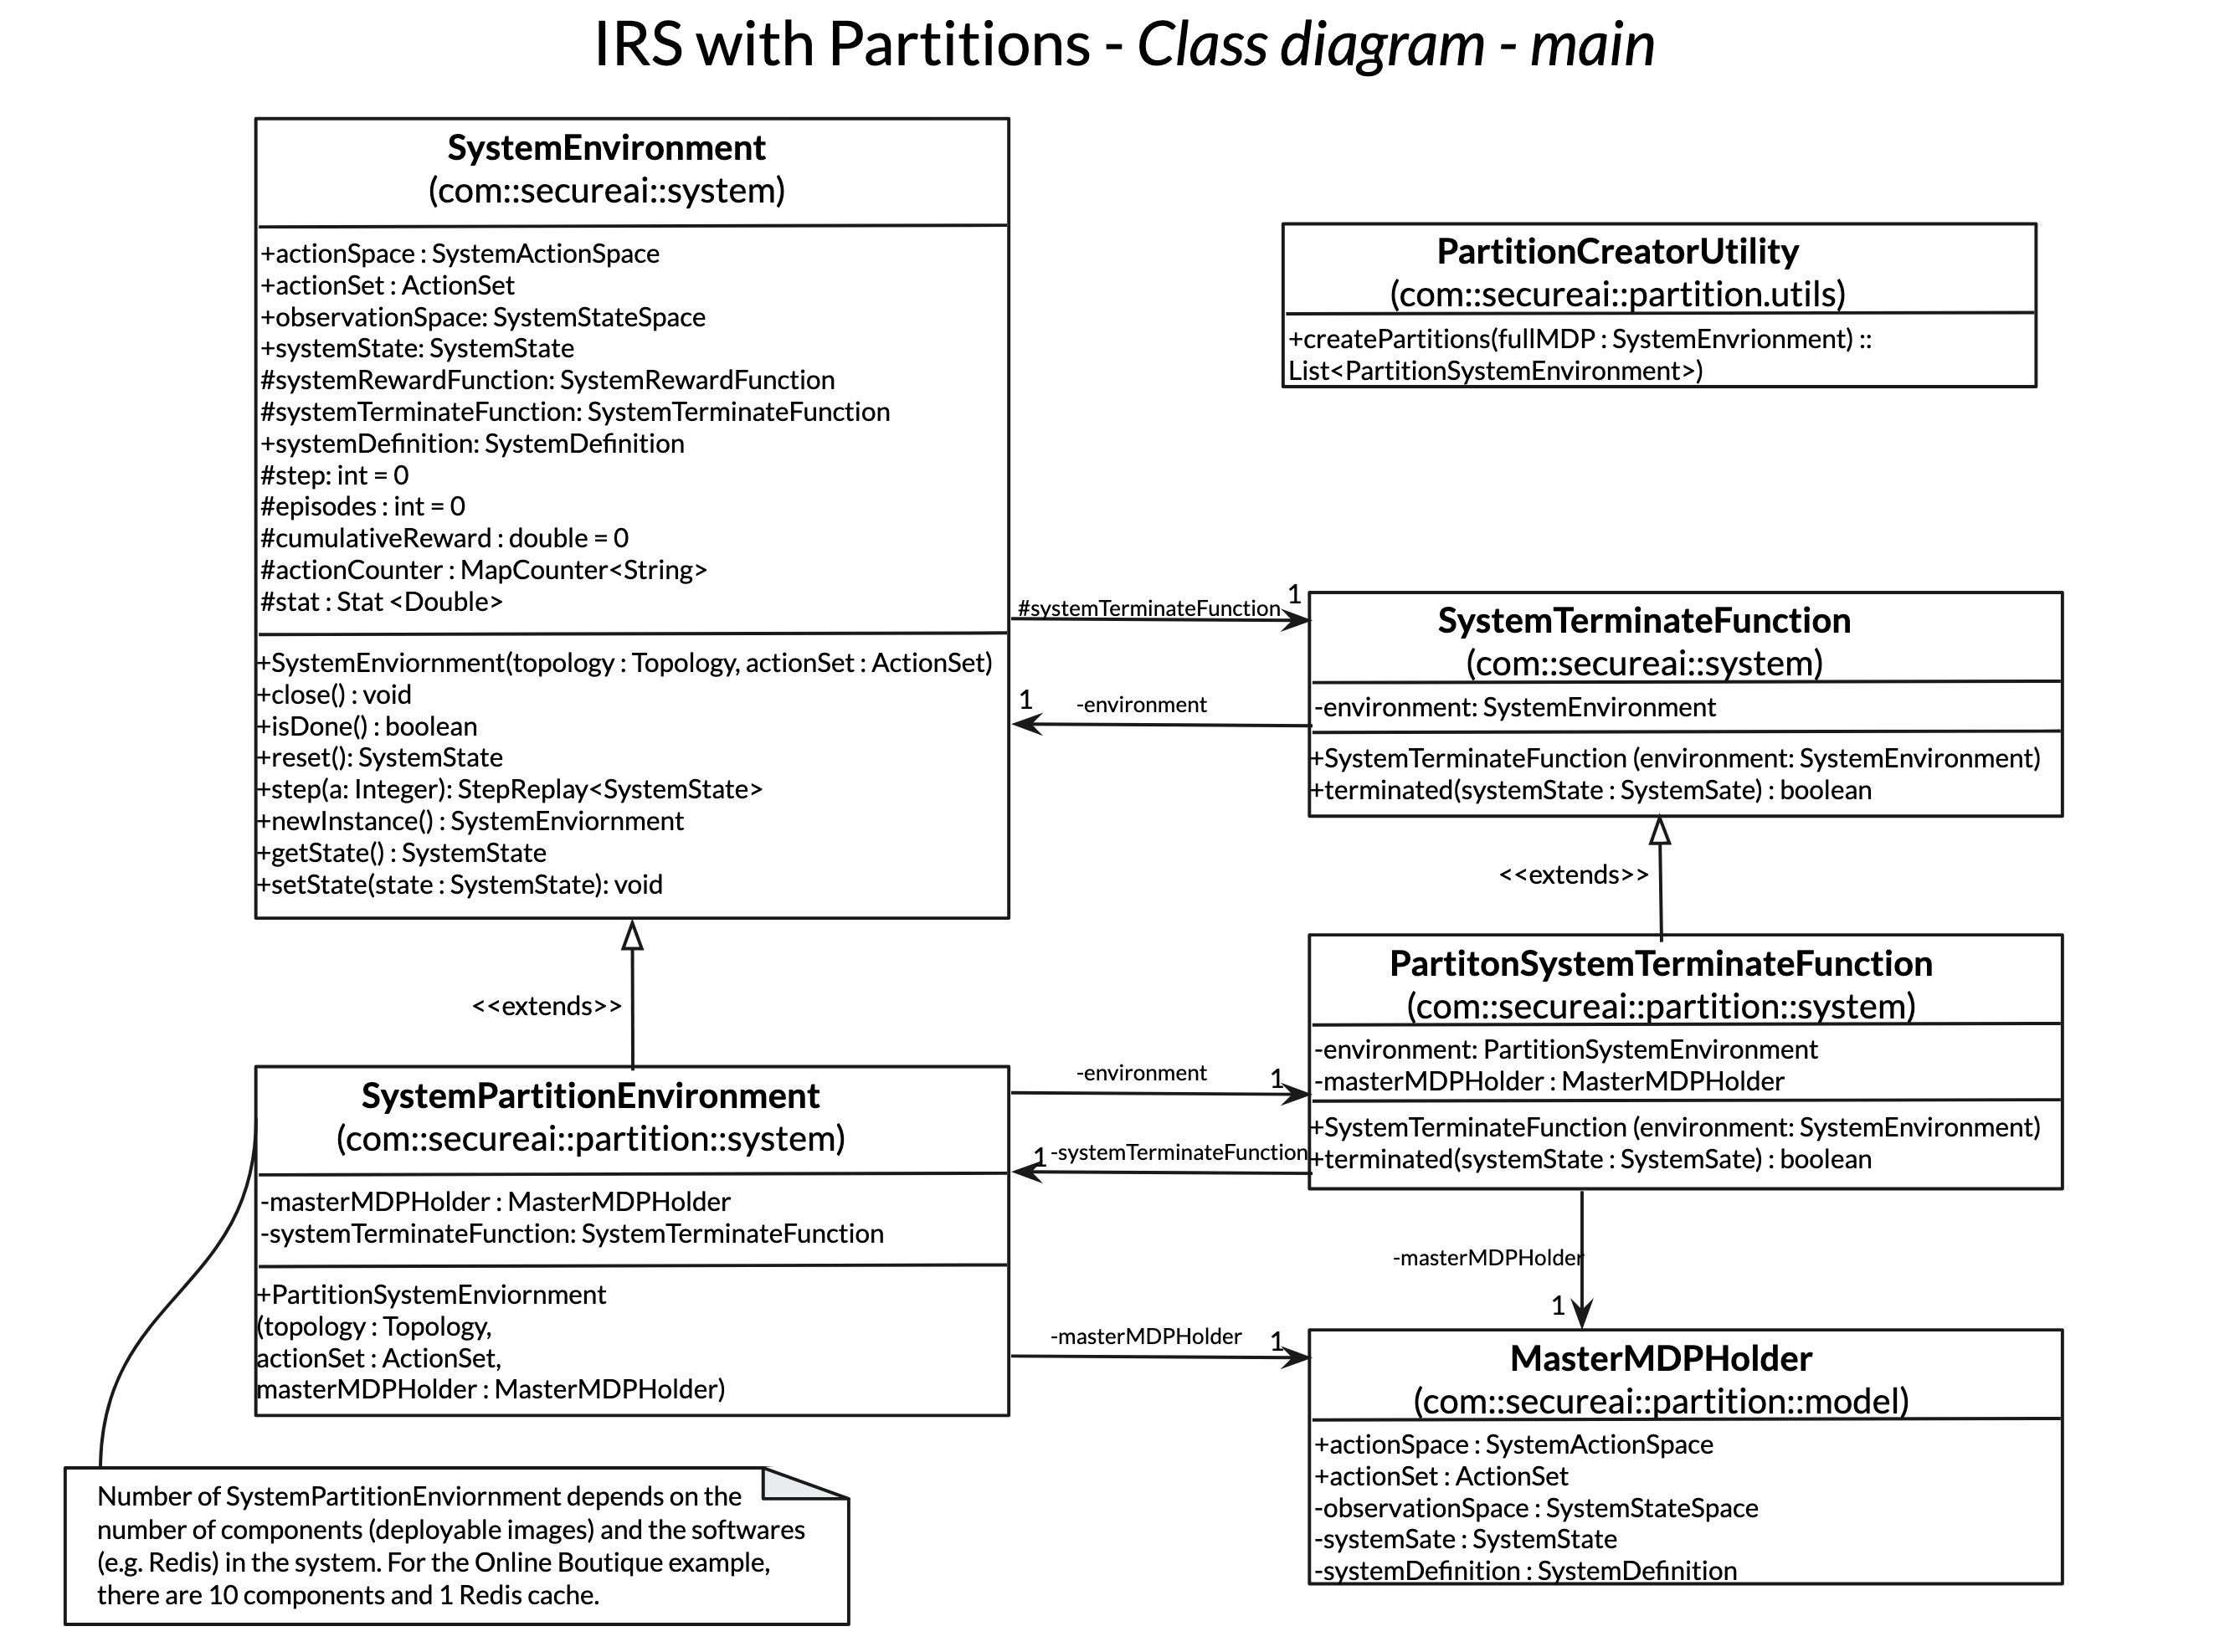 IRS with Partitions - Class diagram - main
SystemEnvironment
(com::secureai::system)
+actionSpace : SystemActionSpace
+actionSet : ActionSet
+observationSpace: SystemStateSpace
+systemState: SystemState
#systemRewardFunction: SystemRewardFunction
#systemTerminateFunction: SystemTerminateFunction
+systemDefinition: SystemDefinition
#step: int = 0
#episodes : int = 0
#cumulativeReward : double = 0
#actionCounter : MapCounter<String>
#stat : Stat <Double>
+SystemEnviornment(topology : Topology, actionSet : ActionSet)
+close() : void
+isDone() : boolean
+reset(): SystemState
+step(a: Integer): StepReplay<SystemState>
+newInstance() : SystemEnviornment
+getState() : SystemState
+setState(state : SystemState): void
PartitionCreatorUtility
(com::secureai::partition.utils)
+createPartitions(fullMDP : SystemEnvrionment) ::
List<PartitionSystemEnvironment>)
#systemTerminateFunction
1
1
-environment
SystemTerminateFunction
(com::secureai::system)
-environment: SystemEnvironment
+SystemTerminateFunction (environment: SystemEnvironment)
+terminated(systemState : SystemSate) : boolean
<<extends>>
<<extends>>
PartitonSystemTerminateFunction
(com::secureai::partition::system)
-environment: PartitionSystemEnvironment
-masterMDPHolder : MasterMDPHolder
+SystemTerminateFunction (environment: SystemEnvironment)
+terminated(systemState : SystemSate) : boolean
SystemPartitionEnvironment
(com::secureai::partition::system)
-masterMDPHolder : MasterMDPHolder
-systemTerminateFunction: SystemTerminateFunction
+PartitionSystemEnviornment
(topology : Topology,
actionSet : ActionSet,
masterMDPHolder : MasterMDPHolder)
-environment
1
1
-systemTerminateFunction
-masterMDPHolder
1
-masterMDPHolder
1
MasterMDPHolder
(com::secureai::partition::model)
+actionSpace : SystemActionSpace
+actionSet : ActionSet
-observationSpace : SystemStateSpace
-systemSate : SystemState
-systemDefinition : SystemDefinition
Number of SystemPartitionEnviornment depends on the
number of components (deployable images) and the softwares
(e.g. Redis) in the system. For the Online Boutique example,
there are 10 components and 1 Redis cache.